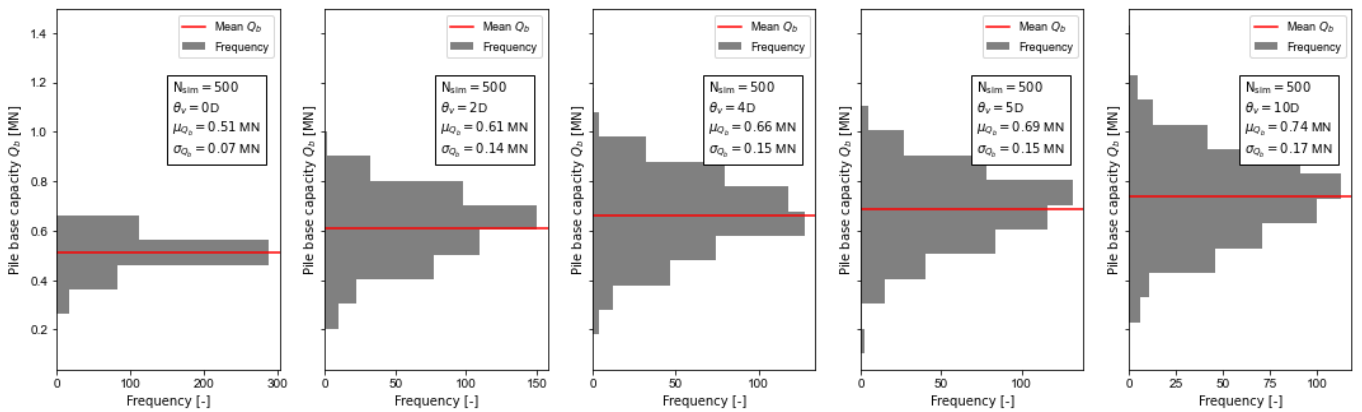 Pile base capacity Q_b [MN]
1.4
1.2
1.0
0.8
0.6
0.4
0.2
Mean Q_b
Frequency
N_sim = 500
θ_v = 0D
μ_Q_b = 0.51 MN
σ_Q_b = 0.07 MN
0 100 200 300
Frequency [-]
Pile base capacity Q_b [MN]
Mean Q_b
Frequency
N_sim = 500
θ_v = 2D
μ_Q_b = 0.61 MN
σ_Q_b = 0.14 MN
0 50 100 150
Frequency [-]
Pile base capacity Q_b [MN]
Mean Q_b
Frequency
N_sim = 500
θ_v = 4D
μ_Q_b = 0.66 MN
σ_Q_b = 0.15 MN
0 50 100
Frequency [-]
Pile base capacity Q_b [MN]
Mean Q_b
Frequency
N_sim = 500
θ_v = 5D
μ_Q_b = 0.69 MN
σ_Q_b = 0.15 MN
0 50 100
Frequency [-]
Pile base capacity Q_b [MN]
Mean Q_b
Frequency
N_sim = 500
θ_v = 10D
μ_Q_b = 0.74 MN
σ_Q_b = 0.17 MN
0 25 50 75 100
Frequency [-]